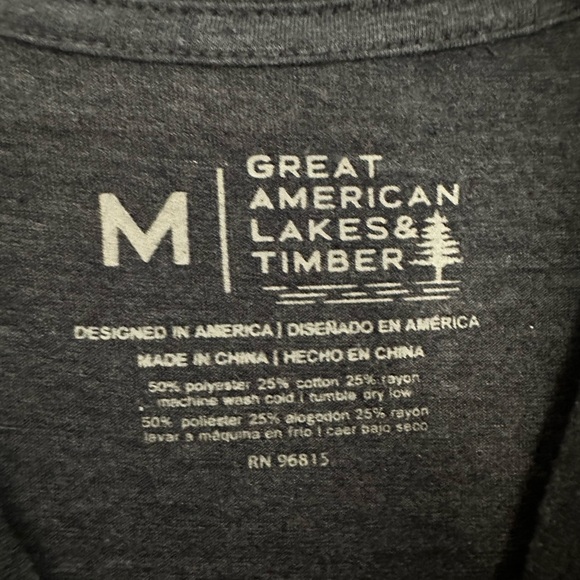 M
GREAT
AMERICAN
LAKES&
TIMBER
DESIGNED IN AMERICA | DISEÑADO EN AMÉRICA
MADE IN CHINA | HECHO EN CHINA
50% polyester 25% cotton 25% rayon
machine wash cold | tumble dry low
50% poliester 25% alogodón 25% rayón
lavar a máquina en frío | caer bajo seco
RN 96815